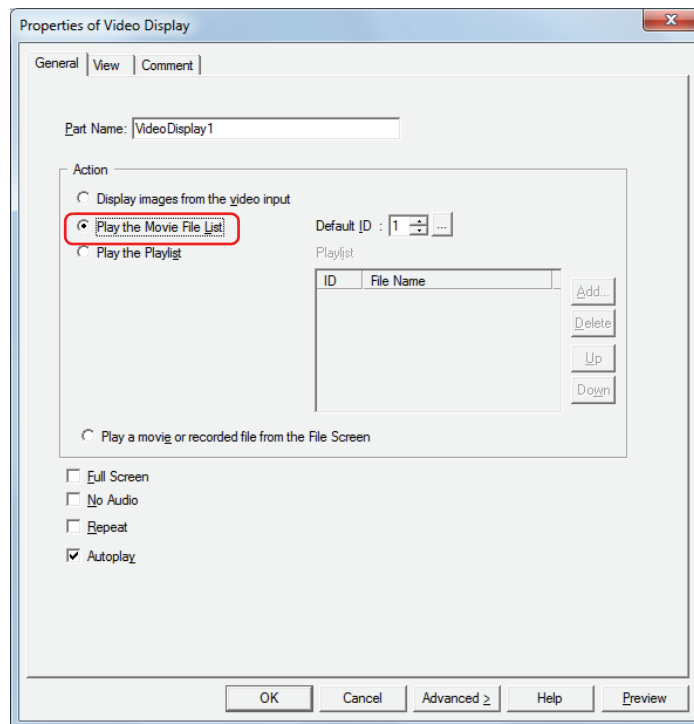 Properties of Video Display
General View Comment
Part Name: VideoDisplay1
Action
Display images from the video input
Play the Movie File List Default ID : 1 ...
Play the Playlist Playlist
ID File Name
Add...
Delete
Up
Down
Play a movie or recorded file from the File Screen
Full Screen
No Audio
Repeat
Autoplay
OK Cancel Advanced > Help Preview